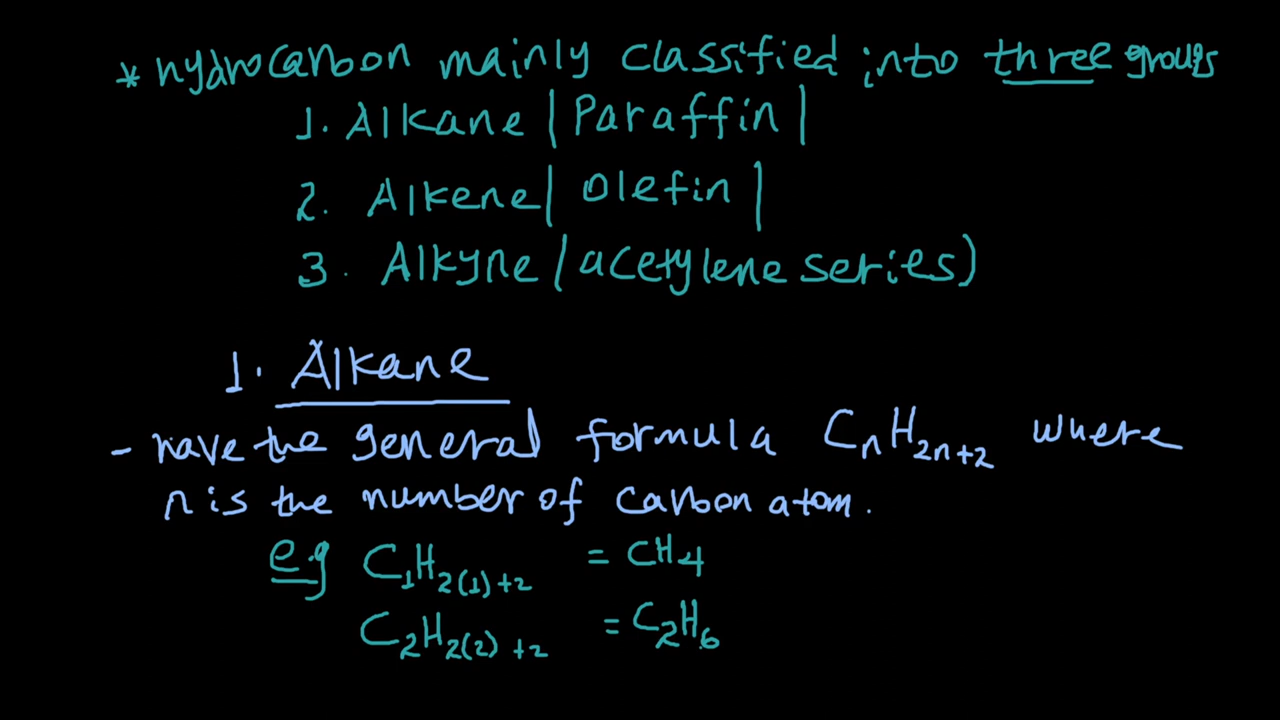 * hydrocarbon mainly classified into three groups
1. Alkane | Paraffin |
2. Alkene | Olefin |
3. Alkyne (acetylene series)
1. Alkane
- have the general formula CₙH₂ₙ₊₂ where
n is the number of carbon atom.
e.g C₁H₂₍₁₎₊₂ = CH4
C₂H₂₍₂₎ ₊₂ = C₂H₆